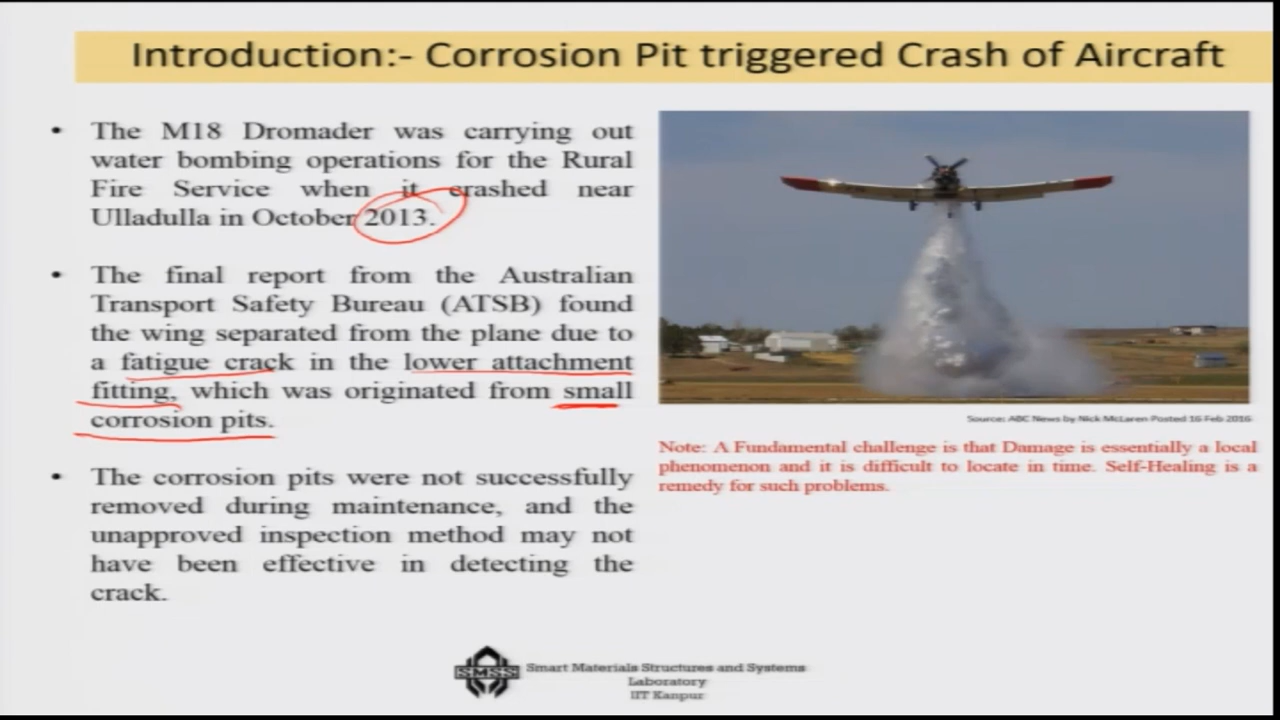 Introduction:- Corrosion Pit triggered Crash of Aircraft
• The M18 Dromader was carrying out
water bombing operations for the Rural
Fire Service when it crashed near
Ulladulla in October 2013.
• The final report from the Australian
Transport Safety Bureau (ATSB) found
the wing separated from the plane due to
a fatigue crack in the lower attachment
fitting, which was originated from small
corrosion pits.
• The corrosion pits were not successfully
removed during maintenance, and the
unapproved inspection method may not
have been effective in detecting the
crack.
Source: ABC News by Nick McLaren Posted 16 Feb 2016
Note: A Fundamental challenge is that Damage is essentially a local
phenomenon and it is difficult to locate in time. Self-Healing is a
remedy for such problems.
SMSS
Smart Materials Structures and Systems
Laboratory
IIT Kanpur